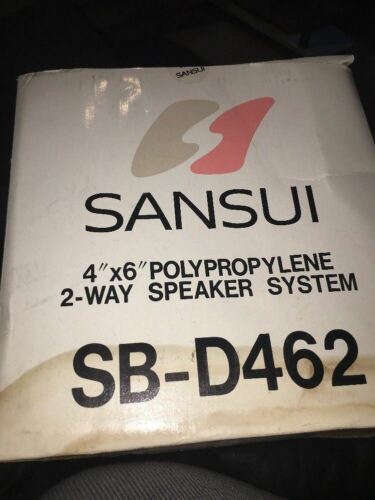 SANSUI
SANSUI
4"x6" POLYPROPYLENE
2-WAY SPEAKER SYSTEM
SB-D462